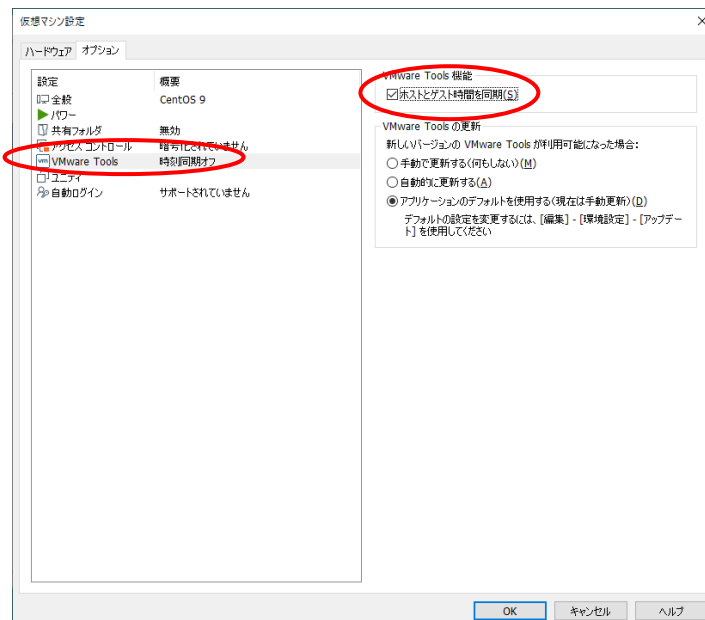 仮想マシン設定
ハードウェア オプション
設定 概要
全般 CentOS 9
パワー
共有フォルダ 無効
アクセス コントロール 暗号化されていません
vm VMware Tools 時刻同期オフ
ユニティ
自動ログイン サポートされていません
VMware Tools 機能
ホストとゲスト時間を同期(S)
VMware Tools の更新
新しいバージョンの VMware Tools が利用可能になった場合:
手動で更新する(何もしない)(M)
自動的に更新する(A)
アプリケーションのデフォルトを使用する(現在は手動更新)(D)
デフォルトの設定を変更するには、[編集] - [環境設定] - [アップデー
ト] を使用してください
OK キャンセル ヘルプ